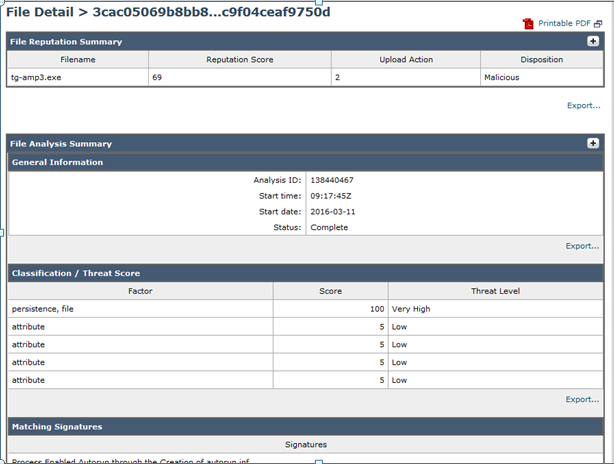 File Detail > 3cac05069b8bb8...c9f04ceaf9750d
Printable PDF
File Reputation Summary
Filename Reputation Score Upload Action Disposition
tg-amp3.exe 69 2 Malicious
Export...
File Analysis Summary
General Information
Analysis ID: 138440467
Start time: 09:17:45Z
Start date: 2016-03-11
Status: Complete
Export...
Classification / Threat Score
Factor Score Threat Level
persistence, file 100 Very High
attribute 5 Low
attribute 5 Low
attribute 5 Low
attribute 5 Low
Export...
Matching Signatures
Signatures
Process Enabled Autorun through the Creation of autorun.inf